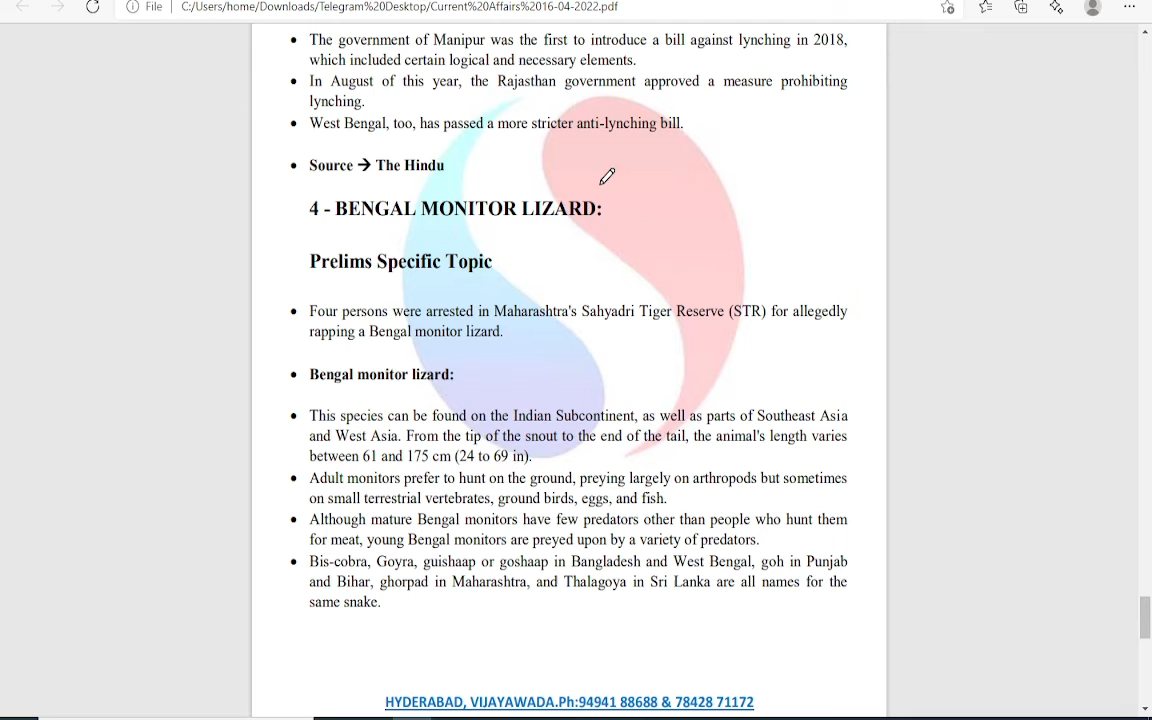 File
C:/Users/home/Downloads/Telegram%20Desktop/Current%20Affairs%2016-04-2022.pdf
• The government of Manipur was the first to introduce a bill against lynching in 2018,
which included certain logical and necessary elements.
• In August of this year, the Rajasthan government approved a measure prohibiting
lynching.
• West Bengal, too, has passed a more stricter anti-lynching bill.
• Source → The Hindu
4 - BENGAL MONITOR LIZARD:
Prelims Specific Topic
• Four persons were arrested in Maharashtra's Sahyadri Tiger Reserve (STR) for allegedly
rapping a Bengal monitor lizard.
• Bengal monitor lizard:
• This species can be found on the Indian Subcontinent, as well as parts of Southeast Asia
and West Asia. From the tip of the snout to the end of the tail, the animal's length varies
between 61 and 175 cm (24 to 69 in).
• Adult monitors prefer to hunt on the ground, preying largely on arthropods but sometimes
on small terrestrial vertebrates, ground birds, eggs, and fish.
• Although mature Bengal monitors have few predators other than people who hunt them
for meat, young Bengal monitors are preyed upon by a variety of predators.
• Bis-cobra, Goyra, guishaap or goshaap in Bangladesh and West Bengal, goh in Punjab
and Bihar, ghorpad in Maharashtra, and Thalagoya in Sri Lanka are all names for the
same snake.
HYDERABAD, VIJAYAWADA.Ph:94941 88688 & 78428 71172